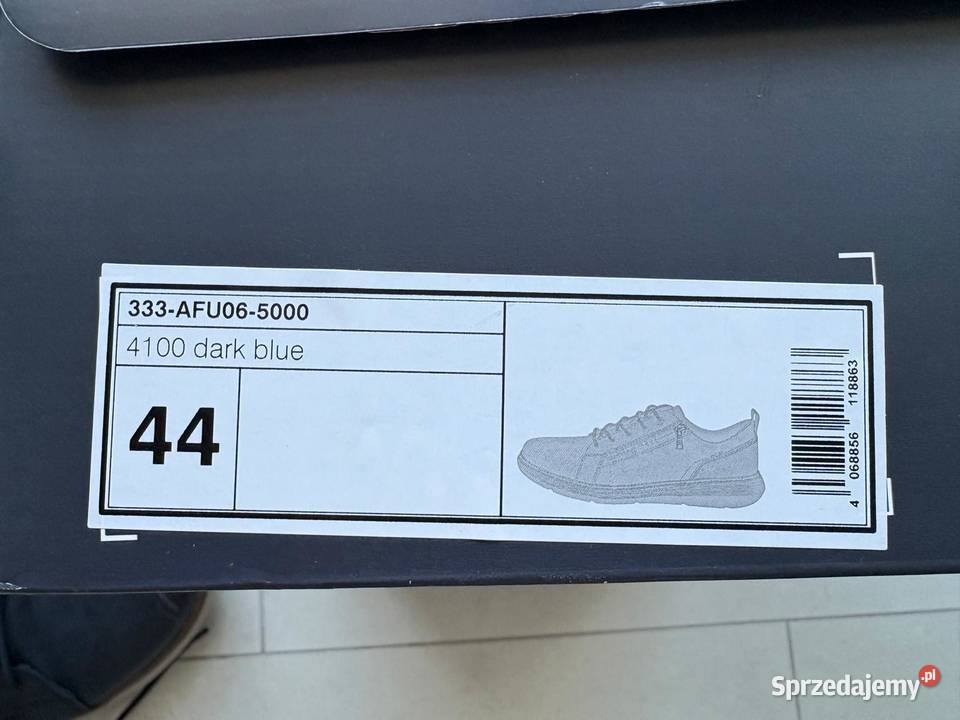 333-AFU06-5000
4100 dark blue
44
4 068856 118863
Sprzedajemy.pl